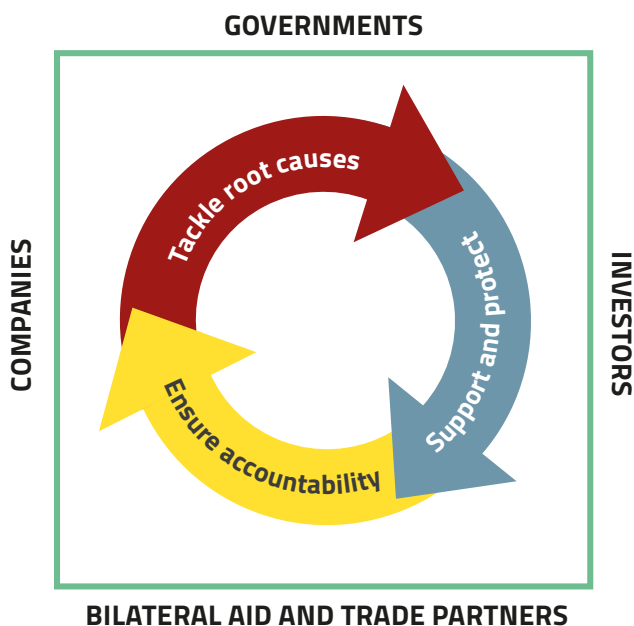 GOVERNMENTS
COMPANIES
Tackle root causes
Support and protect
Ensure accountability
INVESTORS
BILATERAL AID AND TRADE PARTNERS